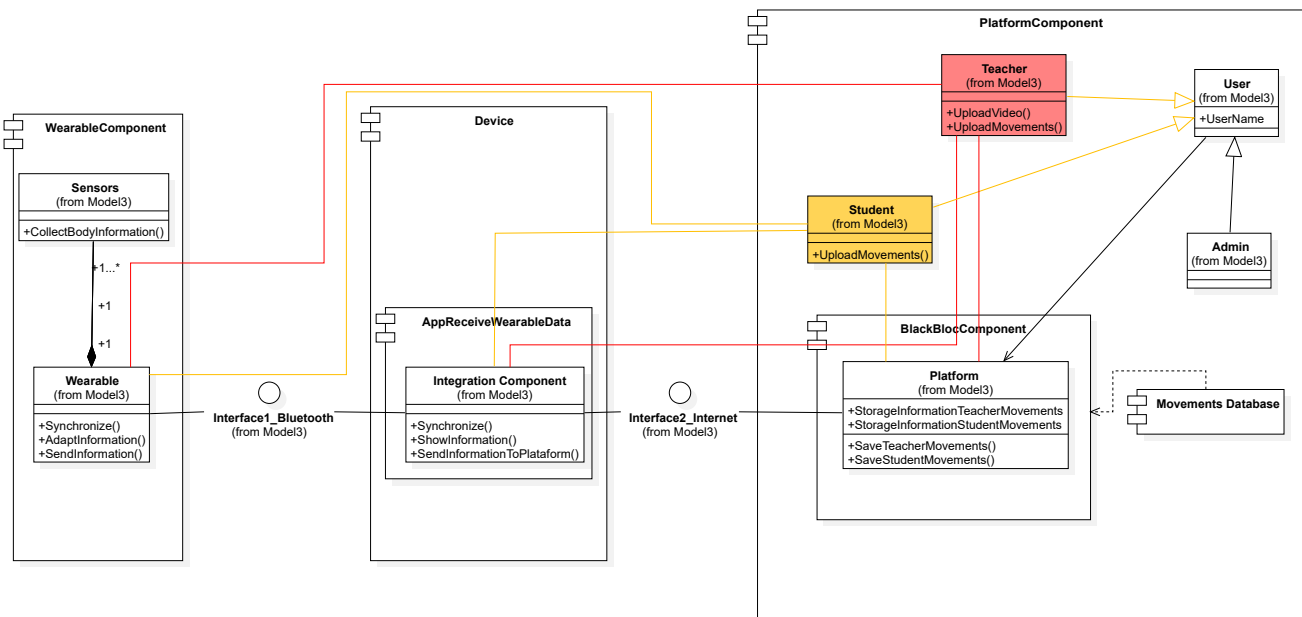 PlatformComponent
Teacher
(from Model3)
+UploadVideo()
+UploadMovements()
User
(from Model3)
+UserName
WearableComponent
Device
Sensors
(from Model3)
+CollectBodyInformation()
+1...*
+1
+1
Student
(from Model3)
+UploadMovements()
Admin
(from Model3)
AppReceiveWearableData
BlackBlocComponent
Wearable
(from Model3)
+Synchronize()
+AdaptInformation()
+SendInformation()
Interface1_Bluetooth
(from Model3)
Integration Component
(from Model3)
+Synchronize()
+ShowInformation()
+SendInformationToPlataform()
Interface2_Internet
(from Model3)
Platform
(from Model3)
+StorageInformationTeacherMovements
+StorageInformationStudentMovements
+SaveTeacherMovements()
+SaveStudentMovements()
Movements Database